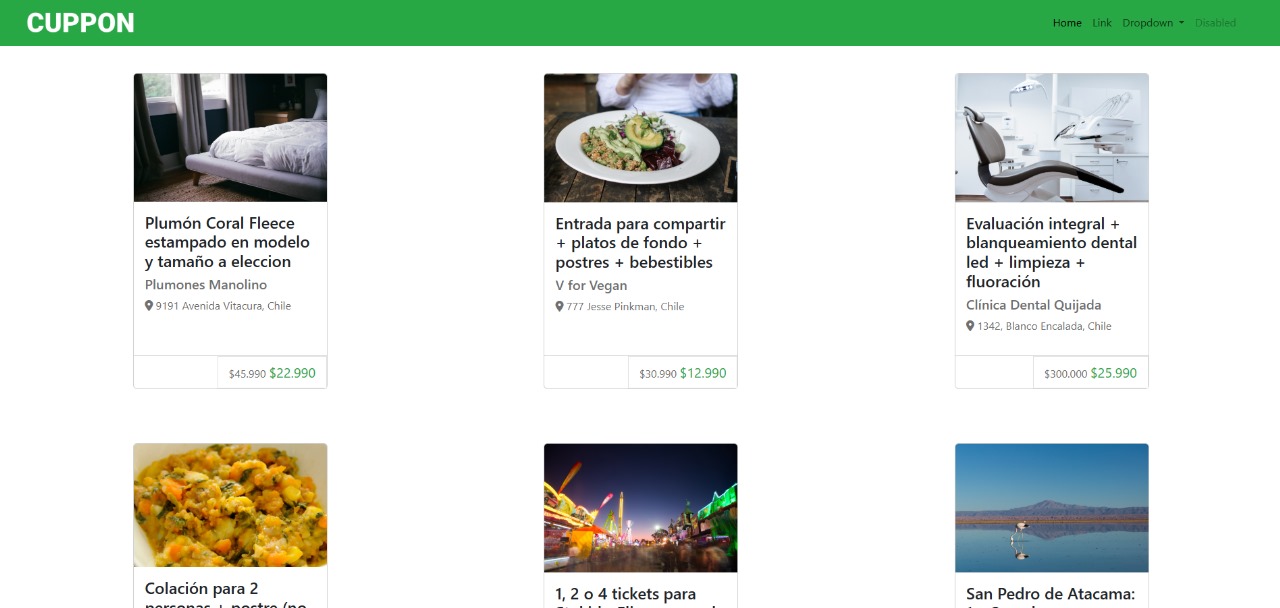 CUPPON
Home Link Dropdown Disabled
Plumón Coral Fleece
estampado en modelo
y tamaño a eleccion
Plumones Manolino
9191 Avenida Vitacura, Chile
$45.990 $22.990
Entrada para compartir
+ platos de fondo +
postres + bebestibles
V for Vegan
777 Jesse Pinkman, Chile
$30.990 $12.990
Evaluación integral +
blanqueamiento dental
led + limpieza +
fluoración
Clínica Dental Quijada
1342, Blanco Encalada, Chile
$300.000 $25.990
Colación para 2
personas + postre (no
1, 2 o 4 tickets para
San Pedro de Atacama: